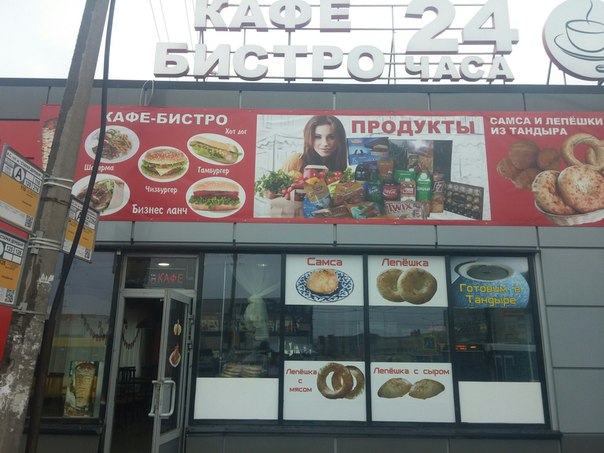 КАФЕ
БИСТРО
24
ЧАСА
КАФЕ-БИСТРО
Хот дог
Шаурма
Гамбургер
Чизбургер
Бизнес ланч
ПРОДУКТЫ
САМСА И ЛЕПЁШКИ
ИЗ ТАНДЫРА
А
КАФЕ
Самса
Лепёшка
Готовим в
Тандыре
Лепёшка
с
мясом
Лепёшка с сыром